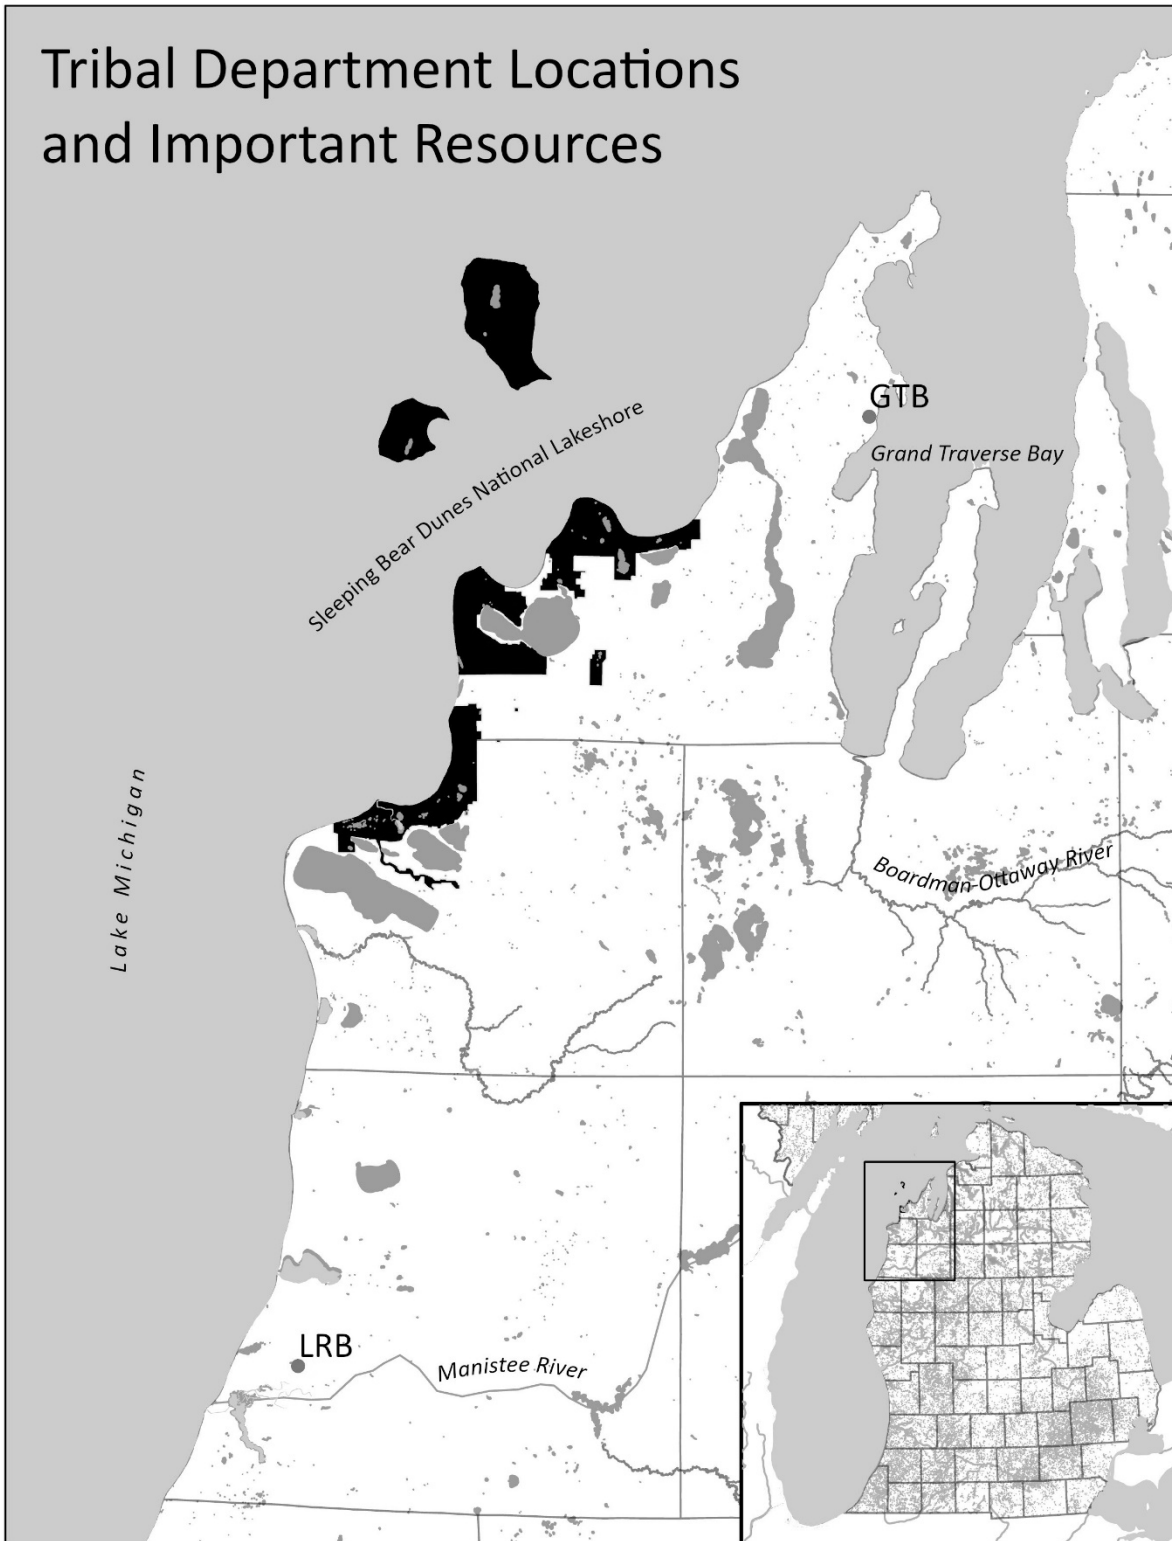 Tribal Department Locations
and Important Resources
GTB
Grand Traverse Bay
Sleeping Bear Dunes National Lakeshore
Lake Michigan
Boardman-Ottaway River
LRB
Manistee River